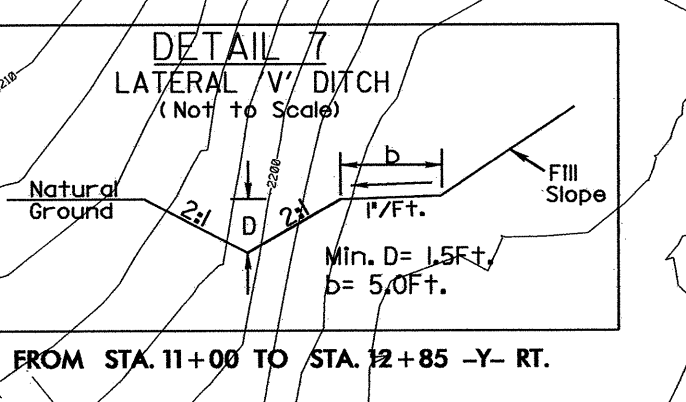 DETAIL 7
LATERAL 'V' DITCH
(Not to Scale)
2210
2200
b
Natural
Ground
2:1
D
2:1
1"/Ft.
Fill
Slope
Min. D= 1.5Ft.
b= 5.0Ft.
FROM STA. 11+00 TO STA. 12+85 -Y- RT.